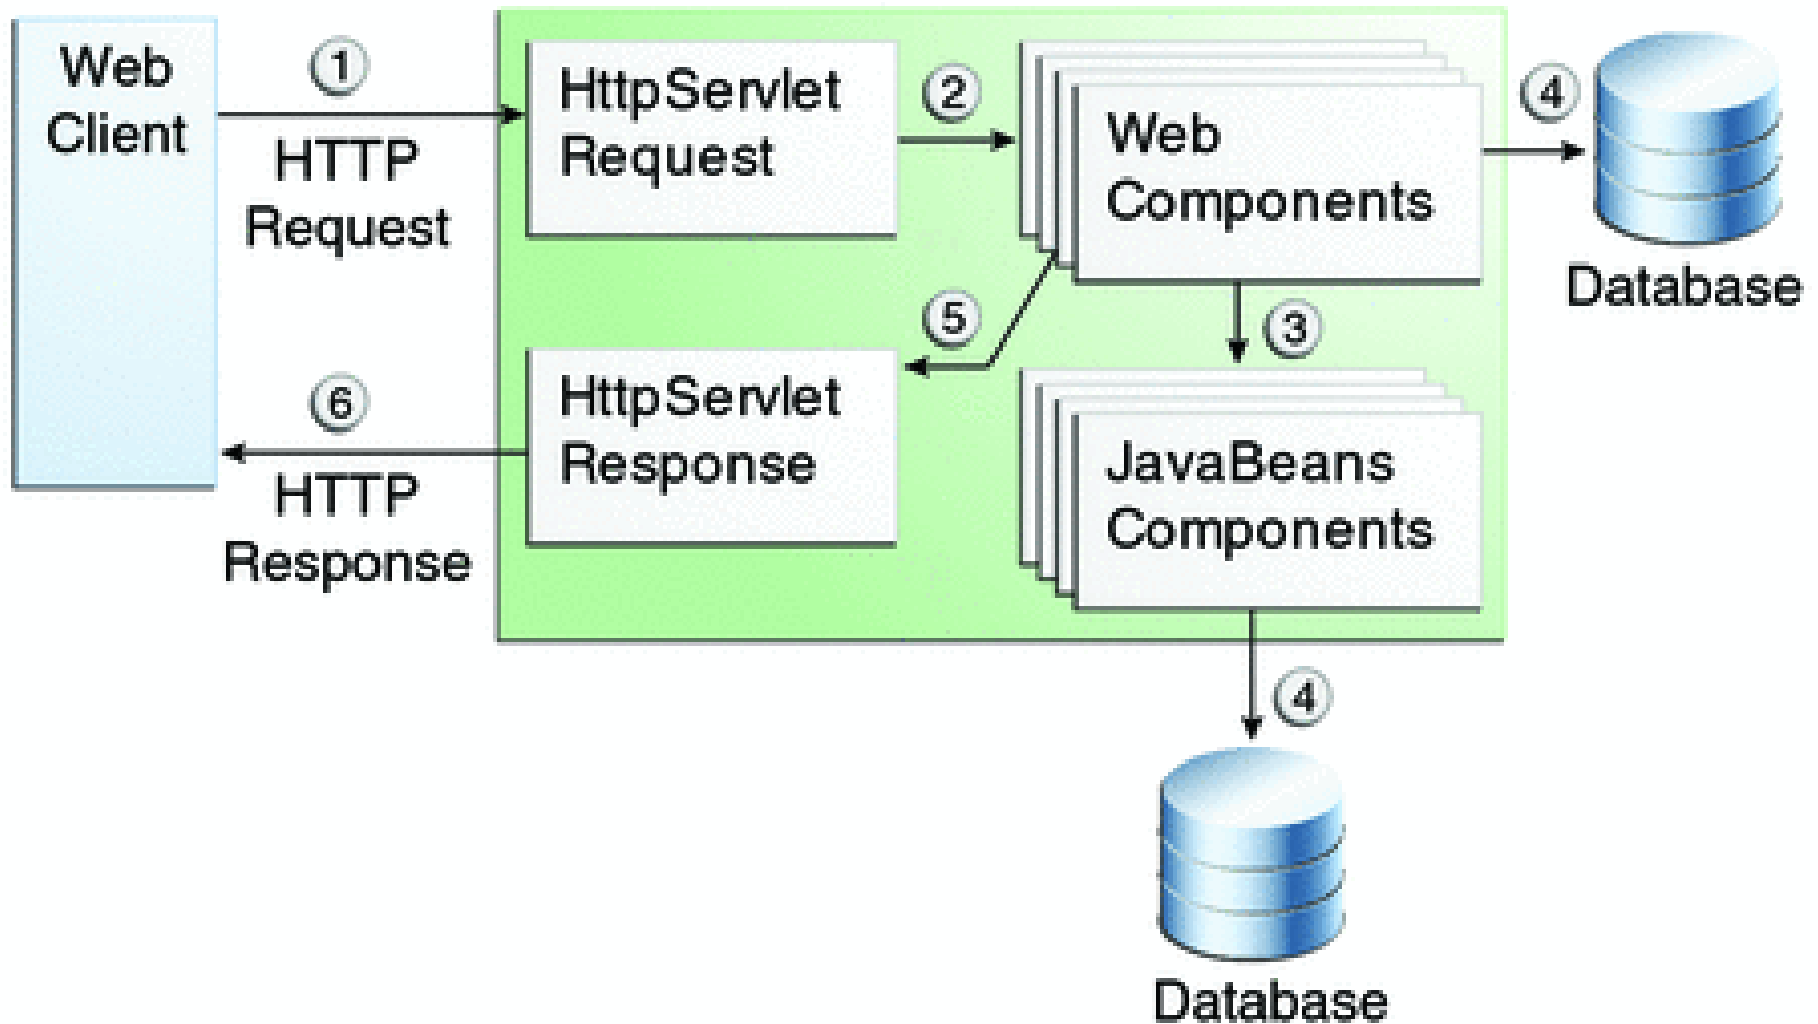 Web
Client
1
HTTP
Request
HttpServlet
Request
2
Web
Components
4
Database
5
3
HttpServlet
Response
6
HTTP
Response
JavaBeans
Components
4
Database